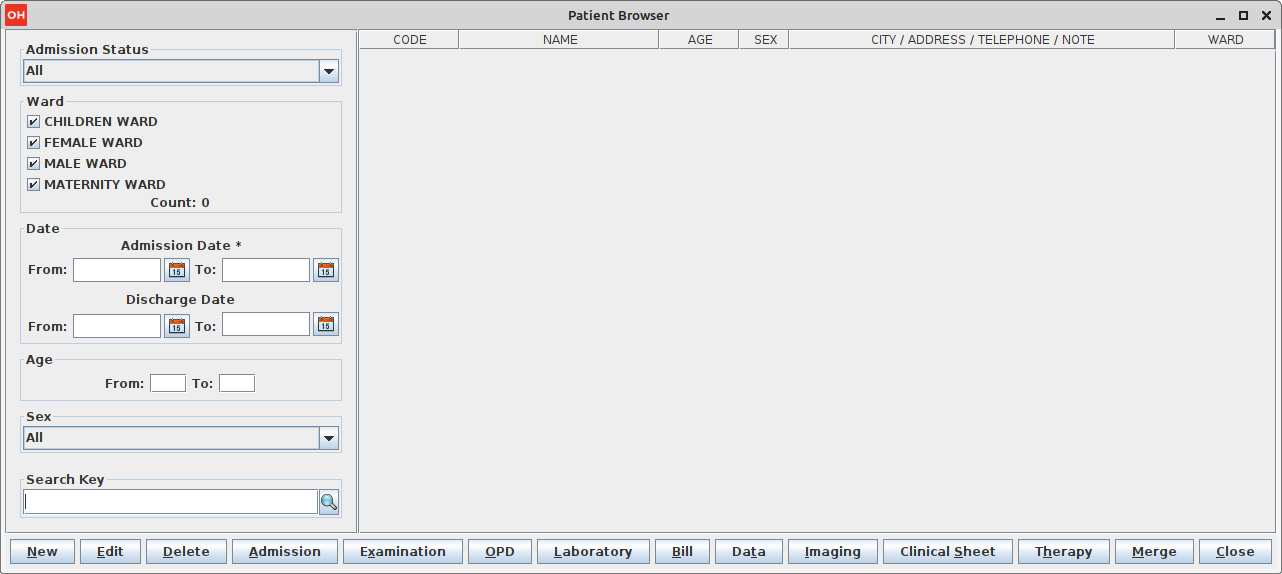 OH Patient Browser
Admission Status
All
Ward
CHILDREN WARD
FEMALE WARD
MALE WARD
MATERNITY WARD
Count: 0
Date
Admission Date *
From: 15 To: 15
Discharge Date
From: 15 To: 15
Age
From: To:
Sex
All
Search Key
CODE NAME AGE SEX CITY / ADDRESS / TELEPHONE / NOTE WARD
New Edit Delete Admission Examination OPD Laboratory Bill Data Imaging Clinical Sheet Therapy Merge Close